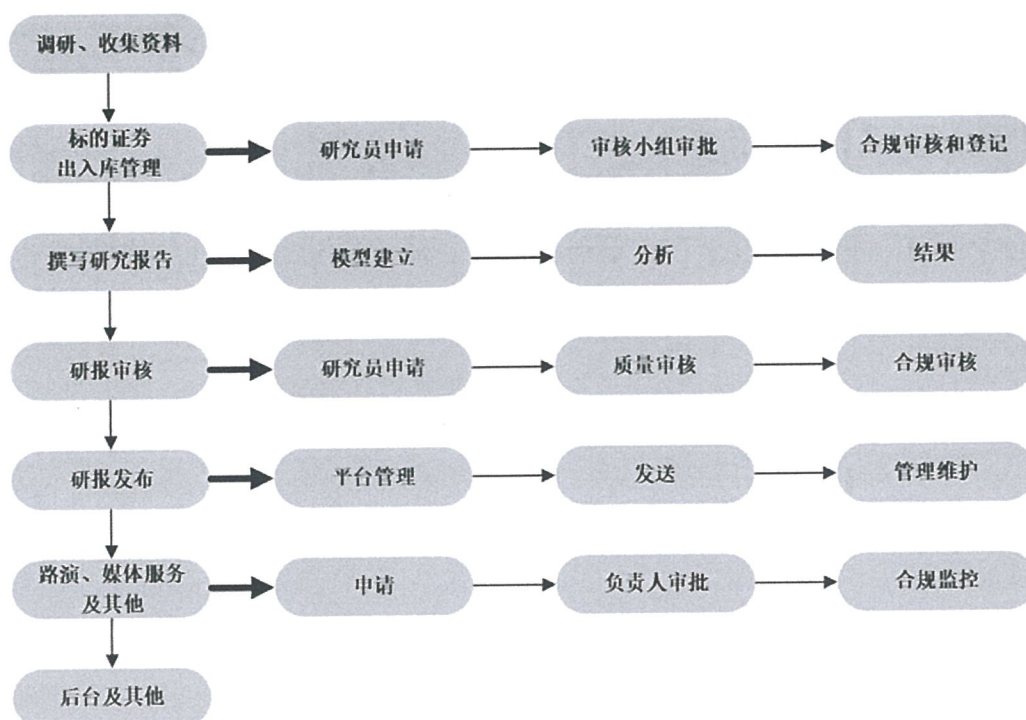 调研、收集资料
标的证券
出入库管理
研究员申请
审核小组审批
合规审核和登记
撰写研究报告
模型建立
分析
结果
研报审核
研究员申请
质量审核
合规审核
研报发布
平台管理
发送
管理维护
路演、媒体服务
及其他
申请
负责人审批
合规监控
后台及其他